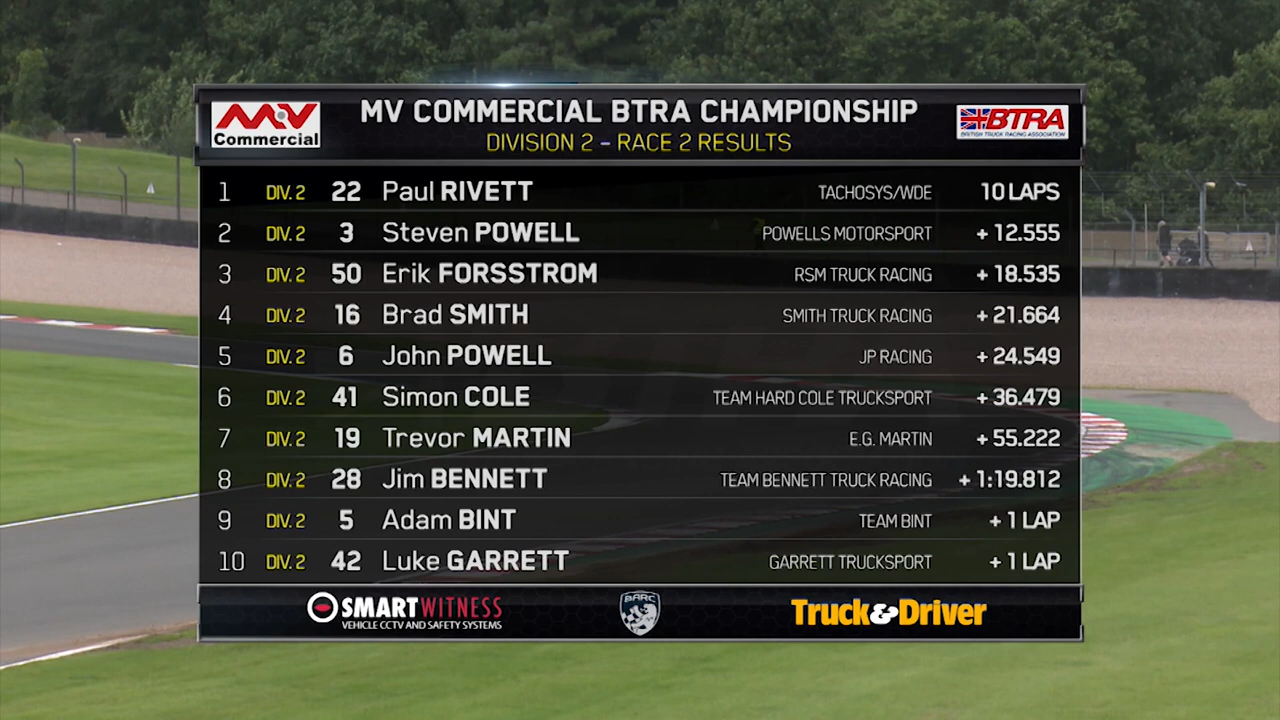 MV COMMERCIAL BTRA CHAMPIONSHIP
DIVISION 2 - RACE 2 RESULTS
MV Commercial
BTRA
BRITISH TRUCK RACING ASSOCIATION
1 DIV. 2 22 Paul RIVETT TACHOSYS/WDE 10 LAPS
2 DIV. 2 3 Steven POWELL POWELLS MOTORSPORT + 12.555
3 DIV. 2 50 Erik FORSSTROM RSM TRUCK RACING + 18.535
4 DIV. 2 16 Brad SMITH SMITH TRUCK RACING + 21.664
5 DIV. 2 6 John POWELL JP RACING + 24.549
6 DIV. 2 41 Simon COLE TEAM HARD COLE TRUCKSPORT + 36.479
7 DIV. 2 19 Trevor MARTIN E.G. MARTIN + 55.222
8 DIV. 2 28 Jim BENNETT TEAM BENNETT TRUCK RACING + 1:19.812
9 DIV. 2 5 Adam BINT TEAM BINT + 1 LAP
10 DIV. 2 42 Luke GARRETT GARRETT TRUCKSPORT + 1 LAP
SMARTWITNESS
VEHICLE CCTV AND SAFETY SYSTEMS
BARC
Truck&Driver